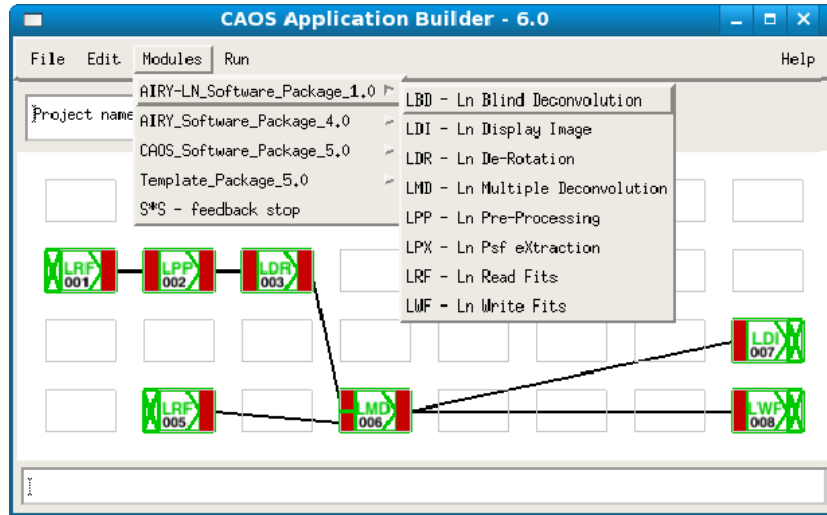 CAOS Application Builder - 6.0
File Edit Modules Run Help
Project name
AIRY-LN_Software_Package_1.0
AIRY_Software_Package_4.0
CAOS_Software_Package_5.0
Template_Package_5.0
S*S - feedback stop
LBD - Ln Blind Deconvolution
LDI - Ln Display Image
LDR - Ln De-Rotation
LMD - Ln Multiple Deconvolution
LPP - Ln Pre-Processing
LPX - Ln Psf eXtraction
LRF - Ln Read Fits
LWF - Ln Write Fits
LRF 001
LPP 002
LDR 003
LDI 007
LRF 005
LMD 006
LWF 008